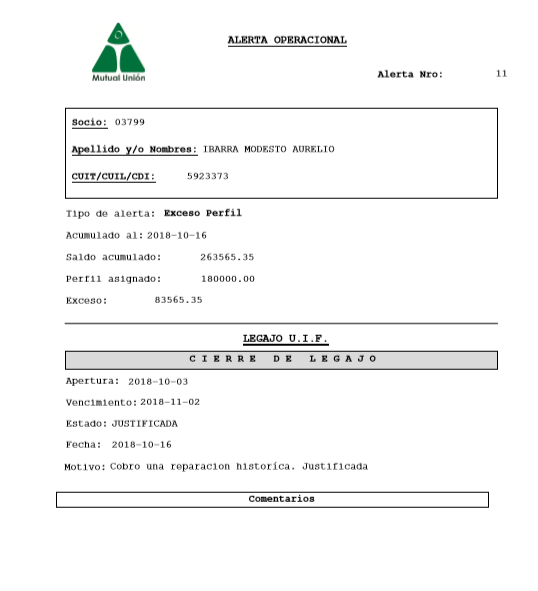 ALERTA OPERACIONAL
Mutual Unión
Alerta Nro: 11
Socio: 03799
Apellido y/o Nombres: IBARRA MODESTO AURELIO
CUIT/CUIL/CDI: 5923373
Tipo de alerta: Exceso Perfil
Acumulado al: 2018-10-16
Saldo acumulado: 263565.35
Perfil asignado: 180000.00
Exceso: 83565.35
LEGAJO U.I.F.
CIERRE DE LEGAJO
Apertura: 2018-10-03
Vencimiento: 2018-11-02
Estado: JUSTIFICADA
Fecha: 2018-10-16
Motivo: Cobro una reparacion historica. Justificada
Comentarios